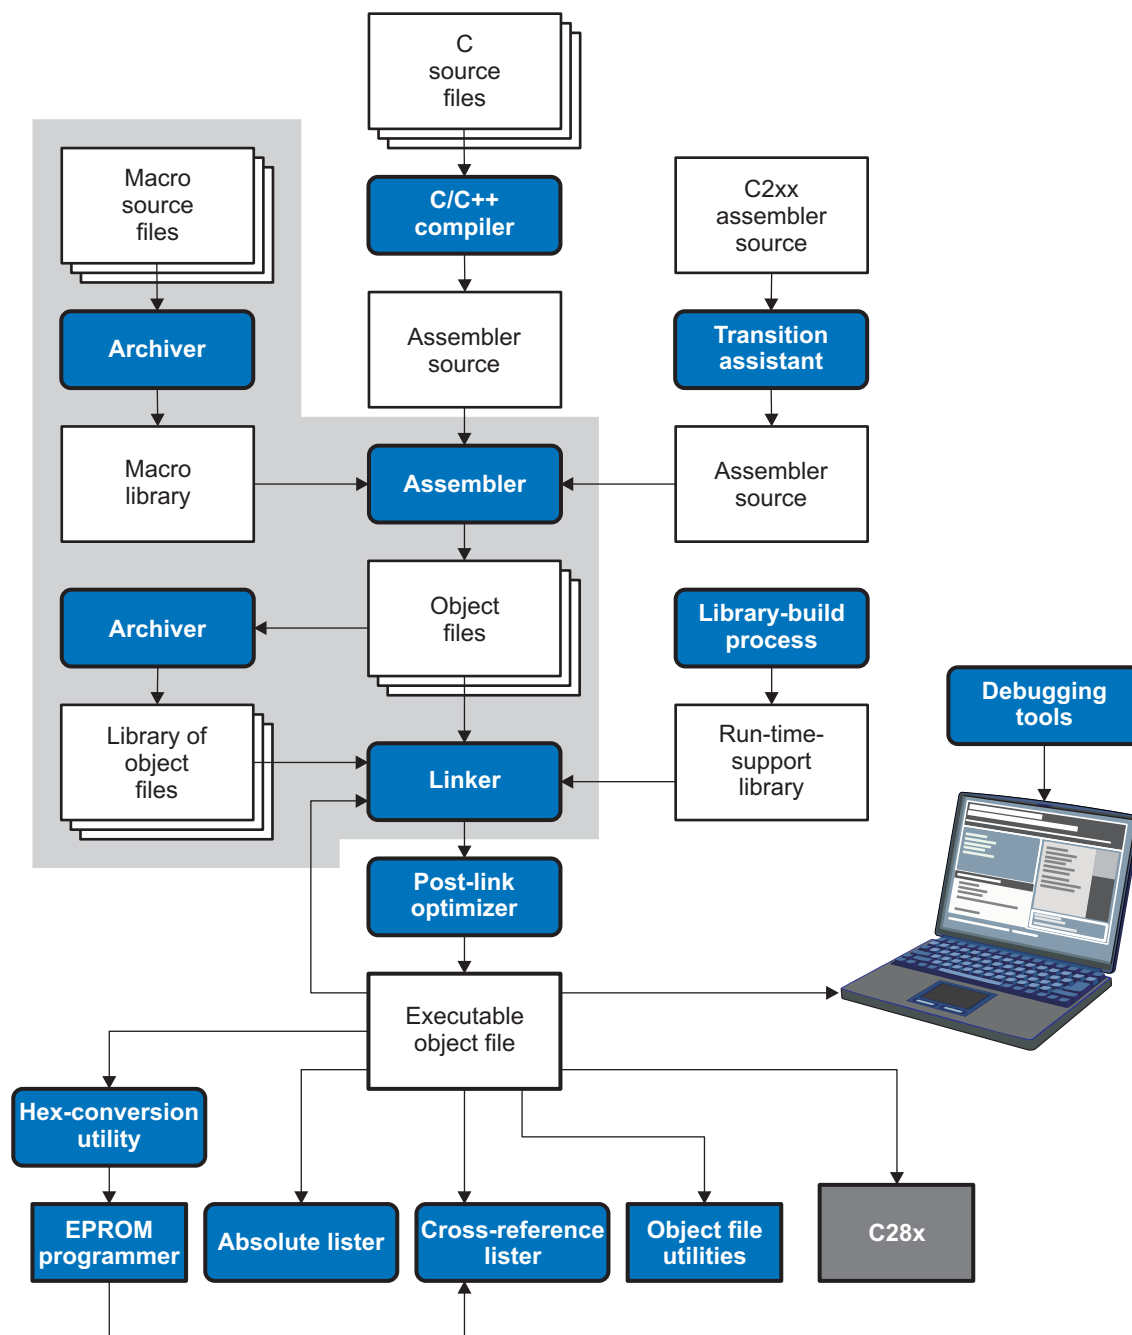 C
source
files
Macro
source
files
C/C++
compiler
C2xx
assembler
source
Archiver
Assembler
source
Transition
assistant
Macro
library
Assembler
Assembler
source
Archiver
Object
files
Library-build
process
Debugging
tools
Library of
object
files
Linker
Run-time-
support
library
Post-link
optimizer
Executable
object file
Hex-conversion
utility
EPROM
programmer
Absolute lister
Cross-reference
lister
Object file
utilities
C28x